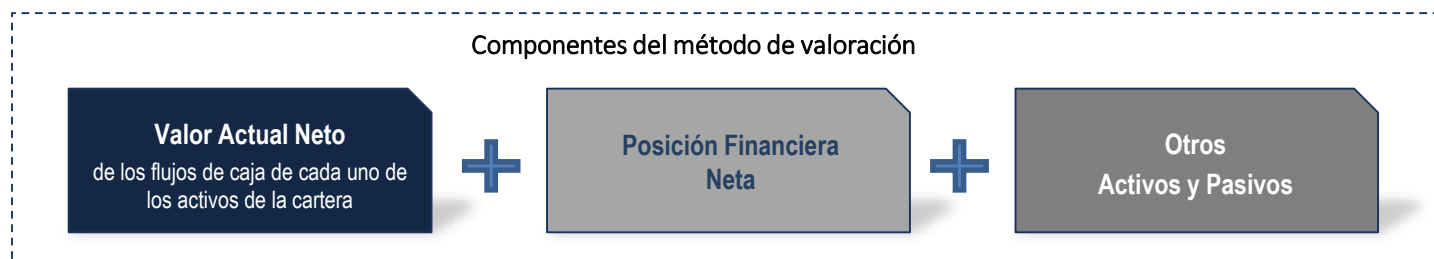 Componentes del método de valoración
Valor Actual Neto
de los flujos de caja de cada uno de
los activos de la cartera
Posición Financiera
Neta
Otros
Activos y Pasivos